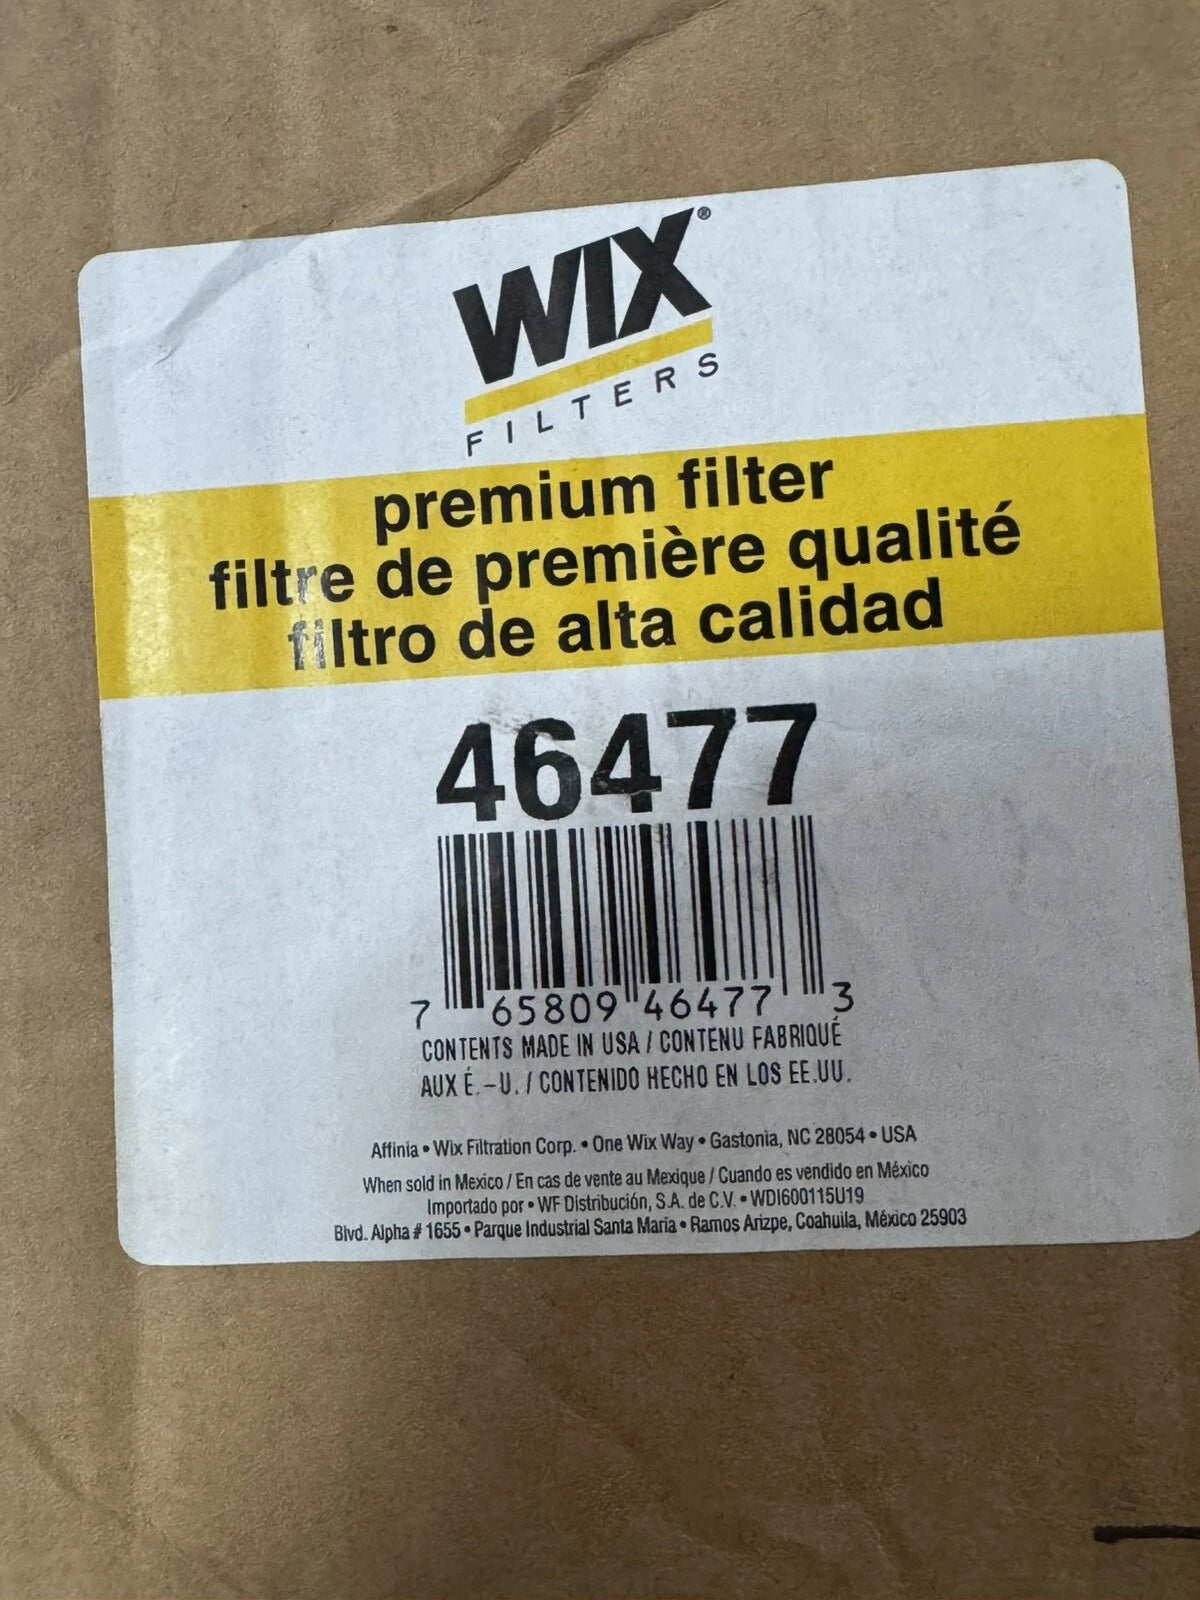 WIX®
FILTERS
premium filter
filtre de première qualité
filtro de alta calidad
46477
7 65809 46477 3
CONTENTS MADE IN USA / CONTENU FABRIQUÉ
AUX É.-U. / CONTENIDO HECHO EN LOS EE.UU.
Affinia • Wix Filtration Corp. • One Wix Way • Gastonia, NC 28054 • USA
When sold in Mexico / En cas de vente au Mexique / Cuando es vendido en México
Importado por • WF Distribución, S.A. de C.V. • WDI600115U19
Blvd. Alpha # 1655 • Parque Industrial Santa María • Ramos Arizpe, Coahuila, México 25903